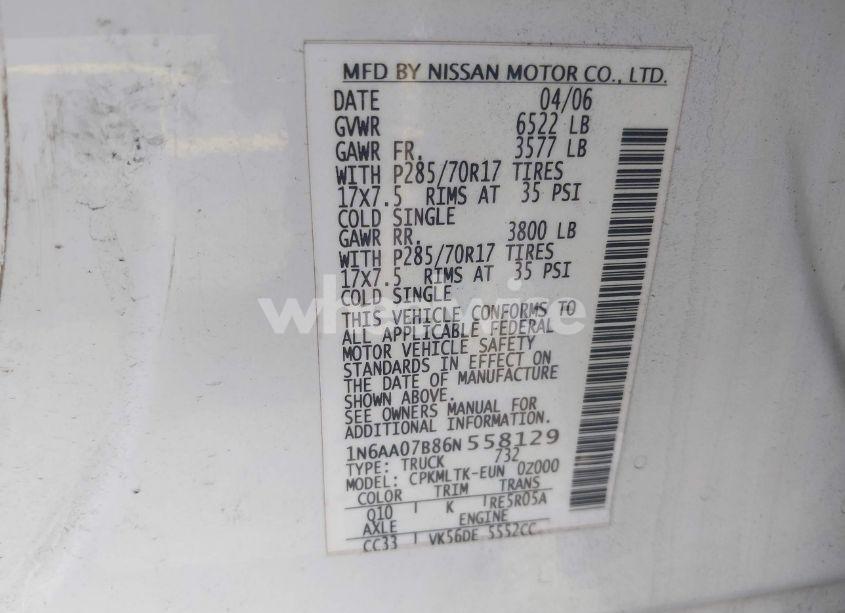 MFD BY NISSAN MOTOR CO., LTD.
DATE 04/06
GVWR 6522 LB
GAWR FR. 3577 LB
WITH P285/70R17 TIRES
17X7.5 RIMS AT 35 PSI
COLD SINGLE
GAWR RR. 3800 LB
WITH P285/70R17 TIRES
17X7.5 RIMS AT 35 PSI
COLD SINGLE
THIS VEHICLE CONFORMS TO
ALL APPLICABLE FEDERAL
MOTOR VEHICLE SAFETY
STANDARDS IN EFFECT ON
THE DATE OF MANUFACTURE
SHOWN ABOVE.
SEE OWNERS MANUAL FOR
ADDITIONAL INFORMATION.
1N6AA07B86N558129
TYPE: TRUCK 732
MODEL: CPKMLTK-EUN 0Z000
COLOR TRIM TRANS
Q10 K RE5R05A
AXLE ENGINE
CC33 VK56DE 5552CC